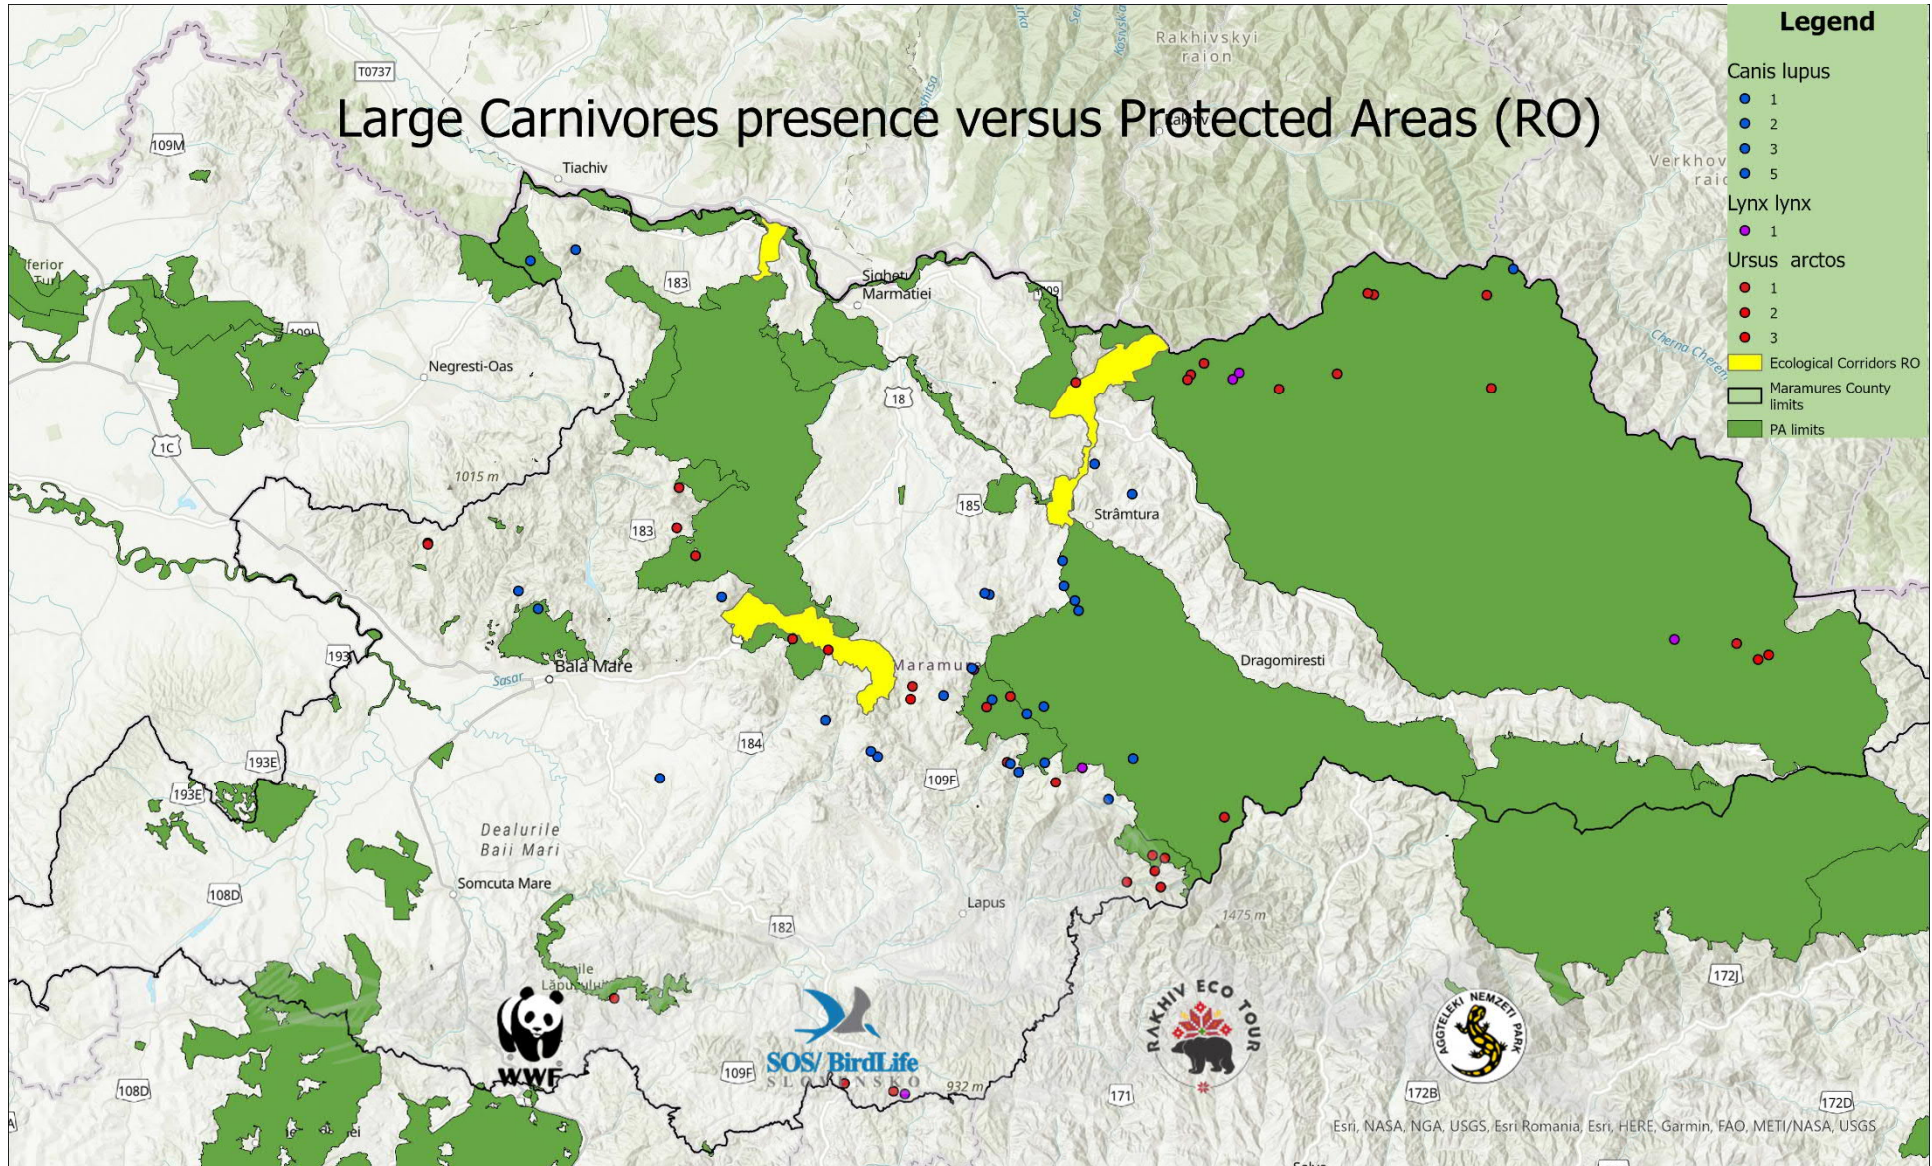 Large Carnivores presence versus Protected Areas (RO)
Legend
Canis lupus
1
2
3
5
Lynx lynx
1
Ursus arctos
1
2
3
Ecological Corridors RO
Maramures County
limits
PA limits
Rakhivskyi
raion
Kosivska
T0737
109M
Tiachiv
183
Sighetu
Marmatiei
Negresti-Oas
18
1C
1015 m
185
183
Strâmtura
193
Baia Mare
Sasar
Dragomiresti
184
193E
193E
109F
Dealurile
Baii Mari
Somcuta Mare
108D
182
Lapus
1475 m
172J
Lăpusului
WWF
SOS/BirdLife
SLOVENSKO
RAKHIV ECO TOUR
AGGTELEKI NEMZETI PARK
109F
932 m
108D
171
172B
172D
Esri, NASA, NGA, USGS, Esri Romania, Esri, HERE, Garmin, FAO, METI/NASA, USGS